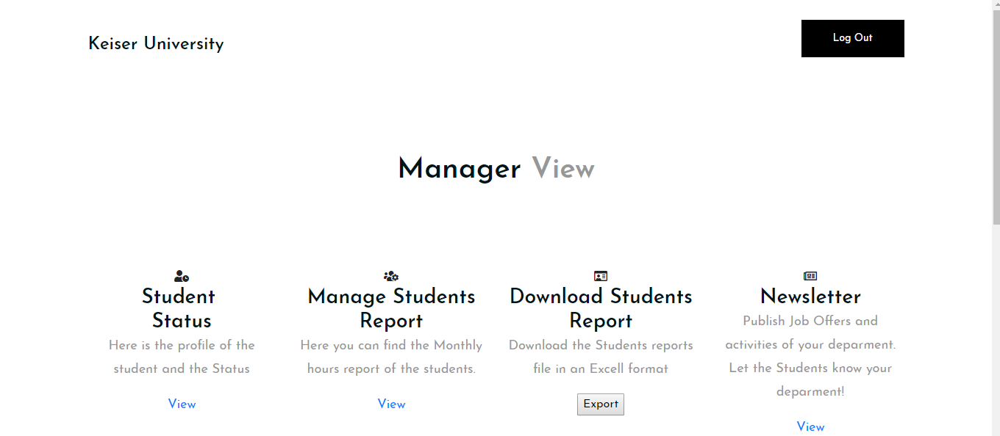 Keiser University
Log Out
Manager View
Student
Status
Here is the profile of the
student and the Status
View
Manage Students
Report
Here you can find the Monthly
hours report of the students.
View
Download Students
Report
Download the Students reports
file in an Excell format
Export
Newsletter
Publish Job Offers and
activities of your deparment.
Let the Students know your
deparment!
View